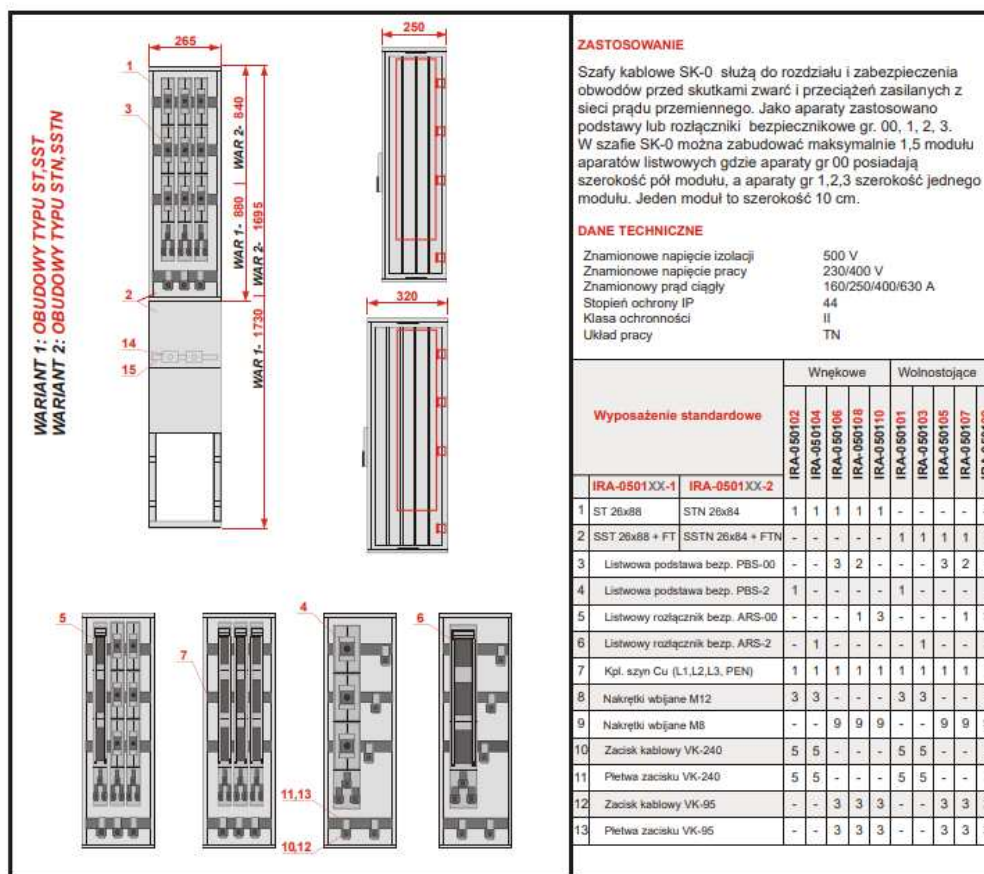 265
250
1
3
WAR 2- 840
WAR 1- 880
WAR 2- 1695
WAR 1- 1730
WARIANT 1: OBUDOWY TYPU ST,SST
WARIANT 2: OBUDOWY TYPU STN,SSTN
2
14
15
320
5
7
4
6
11,13
10,12
ZASTOSOWANIE
Szafy kablowe SK-0 służą do rozdziału i zabezpieczenia
obwodów przed skutkami zwarć i przeciążeń zasilanych z
sieci prądu przemiennego. Jako aparaty zastosowano
podstawy lub rozłączniki bezpiecznikowe gr. 00, 1, 2, 3.
W szafie SK-0 można zabudować maksymalnie 1,5 modułu
aparatów listwowych gdzie aparaty gr 00 posiadają
szerokość pół modułu, a aparaty gr 1,2,3 szerokość jednego
modułu. Jeden moduł to szerokość 10 cm.
DANE TECHNICZNE
Znamionowe napięcie izolacji 500 V
Znamionowe napięcie pracy 230/400 V
Znamionowy prąd ciągły 160/250/400/630 A
Stopień ochrony IP 44
Klasa ochronności II
Układ pracy TN
Wyposażenie standardowe
Wnękowe Wolnostojące
IRA-050102 IRA-050104 IRA-050106 IRA-050108 IRA-050110 IRA-050101 IRA-050103 IRA-050105 IRA-050107
IRA-0501XX-1 IRA-0501XX-2
1 ST 26x88 STN 26x84 1 1 1 1 1 - - - -
2 SST 26x88 + FT SSTN 26x84 + FTN - - - - - 1 1 1 1
3 Listwowa podstawa bezp. PBS-00 - - 3 2 - - - 3 2
4 Listwowa podstawa bezp. PBS-2 1 - - - - 1 - - -
5 Listwowy rozłącznik bezp. ARS-00 - - - 1 3 - - - 1
6 Listwowy rozłącznik bezp. ARS-2 - 1 - - - - 1 - -
7 Kpl. szyn Cu (L1,L2,L3, PEN) 1 1 1 1 1 1 1 1 1
8 Nakrętki wbijane M12 3 3 - - - 3 3 - -
9 Nakrętki wbijane M8 - - 9 9 9 - - 9 9
10 Zacisk kablowy VK-240 5 5 - - - 5 5 - -
11 Płetwa zacisku VK-240 5 5 - - - 5 5 - -
12 Zacisk kablowy VK-95 - - 3 3 3 - - 3 3
13 Płetwa zacisku VK-95 - - 3 3 3 - - 3 3